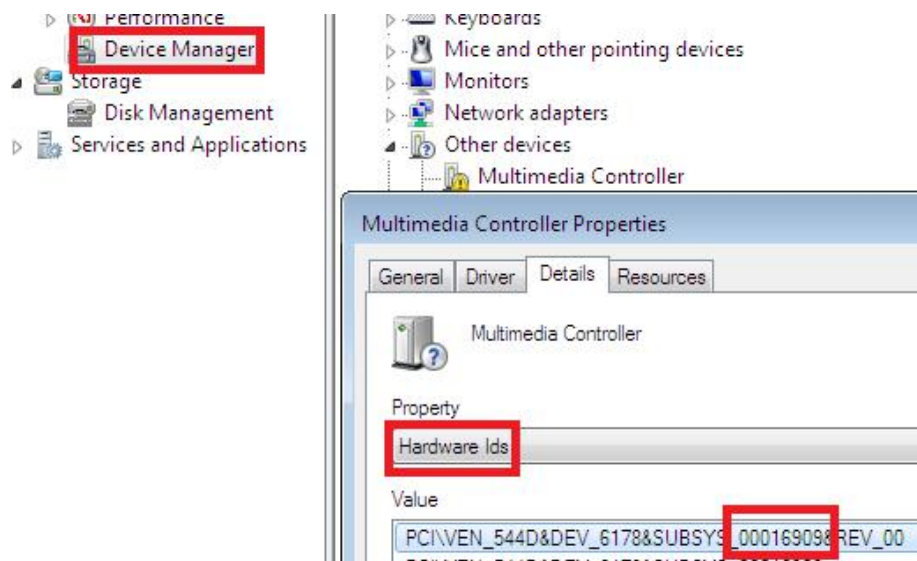 Performance
Device Manager
Storage
Disk Management
Services and Applications
Keyboards
Mice and other pointing devices
Monitors
Network adapters
Other devices
Multimedia Controller
Multimedia Controller Properties
General Driver Details Resources
Multimedia Controller
Property
Hardware Ids
Value
PCI\VEN_544D&DEV_6178&SUBSYS_00016909&REV_00